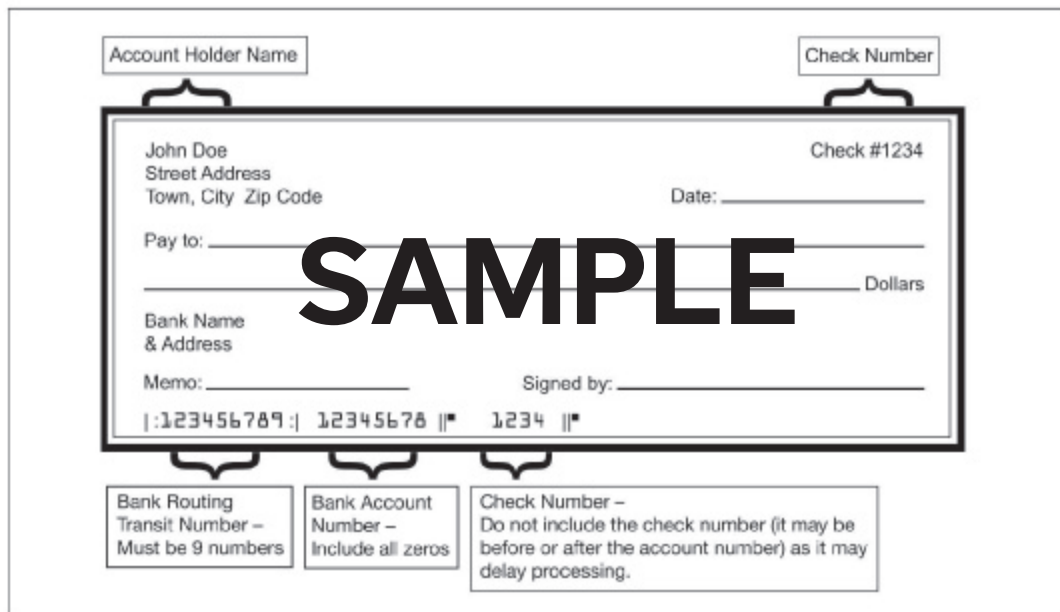 Account Holder Name
Check Number
John Doe
Check #1234
Street Address
Town, City Zip Code
Date:
Pay to:
SAMPLE
Dollars
Bank Name
& Address
Memo:
Signed by:
|:123456789:| 12345678 ||▪ 1234 ||▪
Bank Routing
Transit Number –
Must be 9 numbers
Bank Account
Number –
Include all zeros
Check Number –
Do not include the check number (it may be
before or after the account number) as it may
delay processing.